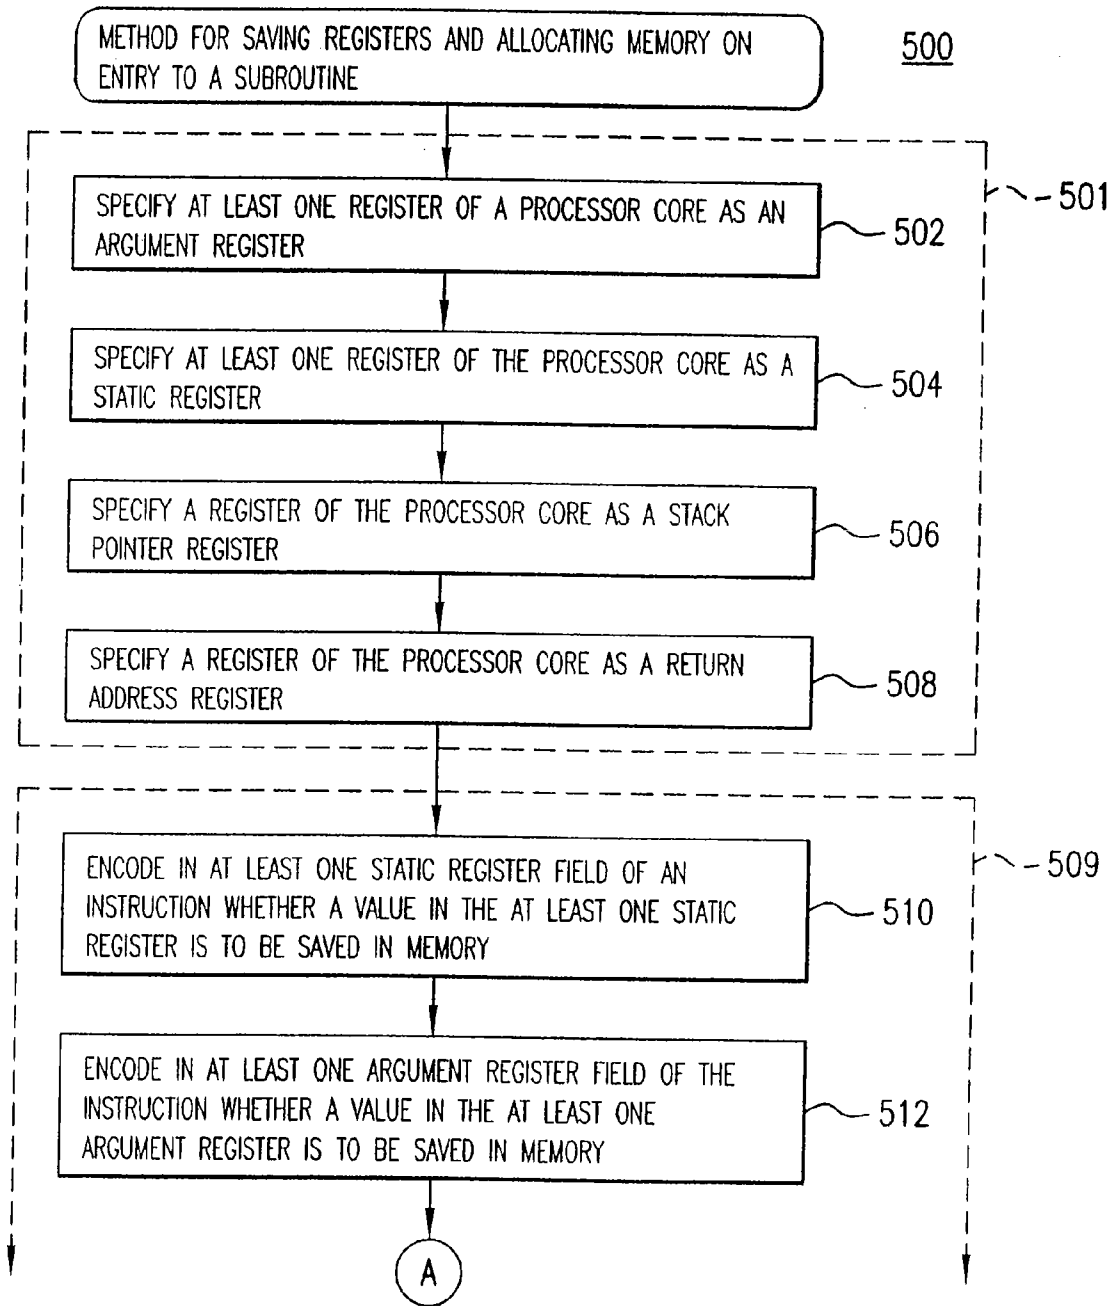 METHOD FOR SAVING REGISTERS AND ALLOCATING MEMORY ON
ENTRY TO A SUBROUTINE
500
501
SPECIFY AT LEAST ONE REGISTER OF A PROCESSOR CORE AS AN
ARGUMENT REGISTER
502
SPECIFY AT LEAST ONE REGISTER OF THE PROCESSOR CORE AS A
STATIC REGISTER
504
SPECIFY A REGISTER OF THE PROCESSOR CORE AS A STACK
POINTER REGISTER
506
SPECIFY A REGISTER OF THE PROCESSOR CORE AS A RETURN
ADDRESS REGISTER
508
509
ENCODE IN AT LEAST ONE STATIC REGISTER FIELD OF AN
INSTRUCTION WHETHER A VALUE IN THE AT LEAST ONE STATIC
REGISTER IS TO BE SAVED IN MEMORY
510
ENCODE IN AT LEAST ONE ARGUMENT REGISTER FIELD OF THE
INSTRUCTION WHETHER A VALUE IN THE AT LEAST ONE
ARGUMENT REGISTER IS TO BE SAVED IN MEMORY
512
A